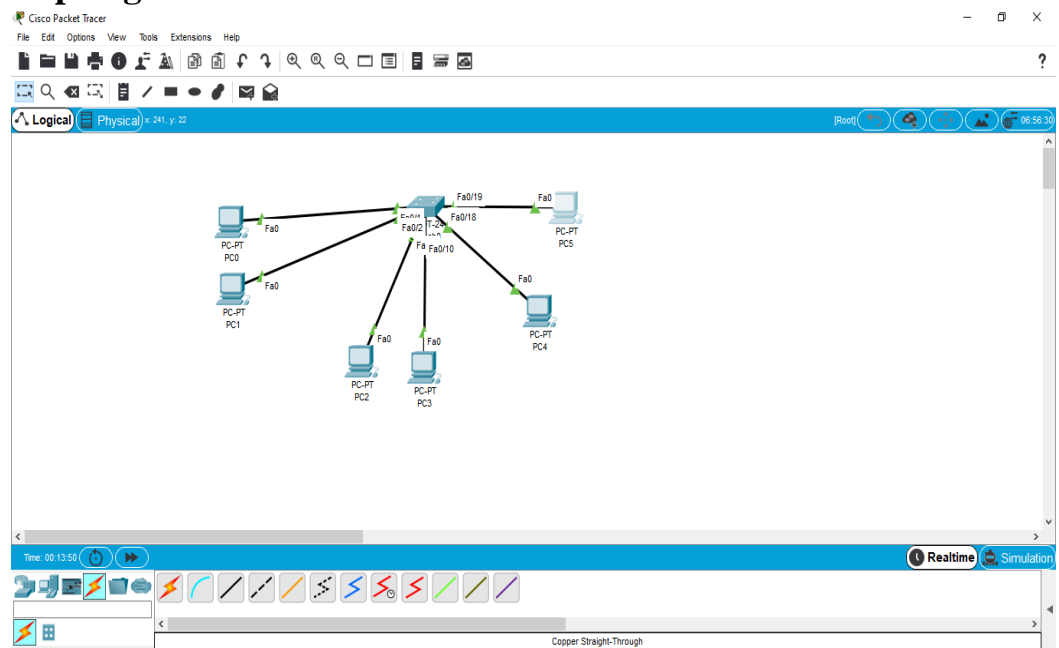 Cisco Packet Tracer
File Edit Options View Tools Extensions Help
?
Logical Physical x: 241, y: 22 [Root] 06:56:30
Fa0/19 Fa0
Fa0 Fa0/2 T-24 Fa0/18
PC-PT
PC0
PC-PT
PC5
Fa Fa0/10
Fa0
PC-PT
PC1
Fa0
PC-PT
PC4
Fa0 Fa0
PC-PT
PC2
PC-PT
PC3
Time: 00:13:50 Realtime Simulation
Copper Straight-Through